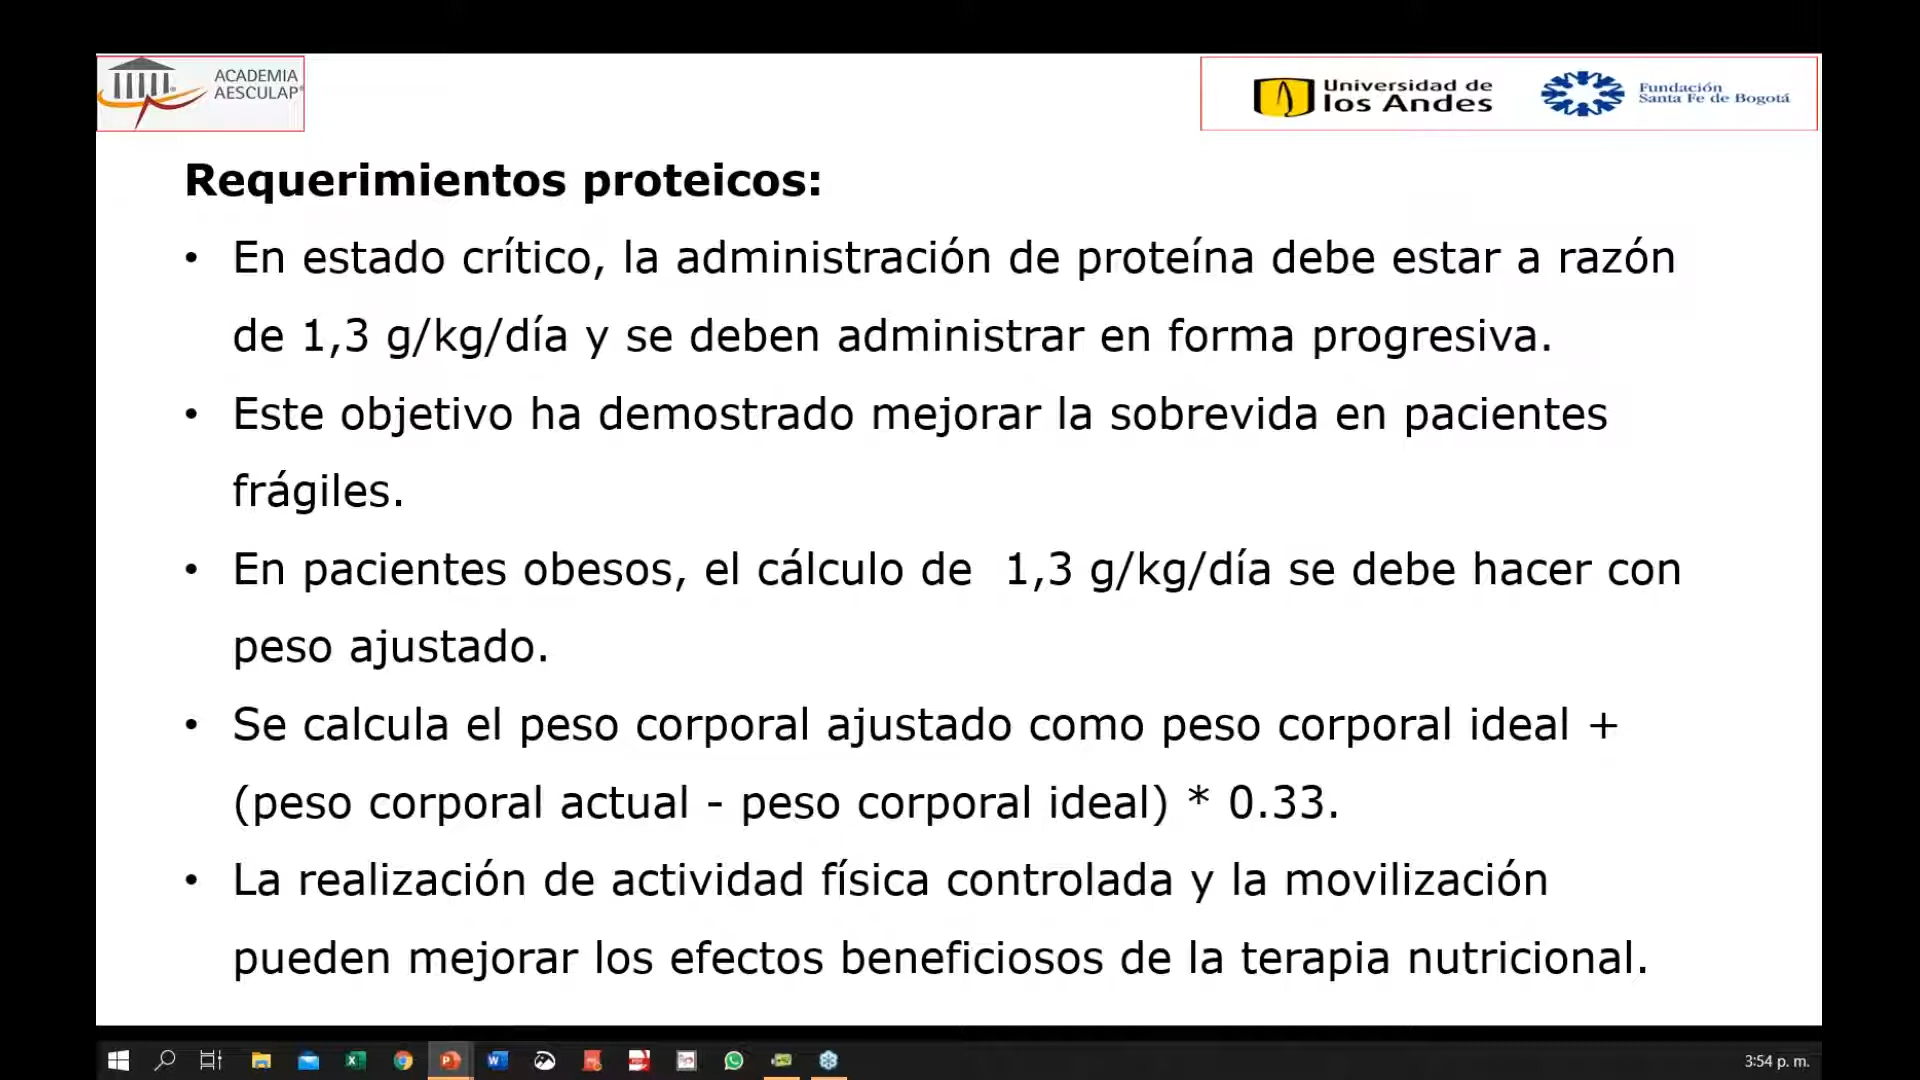 ACADEMIA
AESCULAP®
Universidad de
los Andes
Fundación
Santa Fe de Bogotá
Requerimientos proteicos:
• En estado crítico, la administración de proteína debe estar a razón
de 1,3 g/kg/día y se deben administrar en forma progresiva.
• Este objetivo ha demostrado mejorar la sobrevida en pacientes
frágiles.
• En pacientes obesos, el cálculo de 1,3 g/kg/día se debe hacer con
peso ajustado.
• Se calcula el peso corporal ajustado como peso corporal ideal +
(peso corporal actual - peso corporal ideal) * 0.33.
• La realización de actividad física controlada y la movilización
pueden mejorar los efectos beneficiosos de la terapia nutricional.
3:54 p. m.